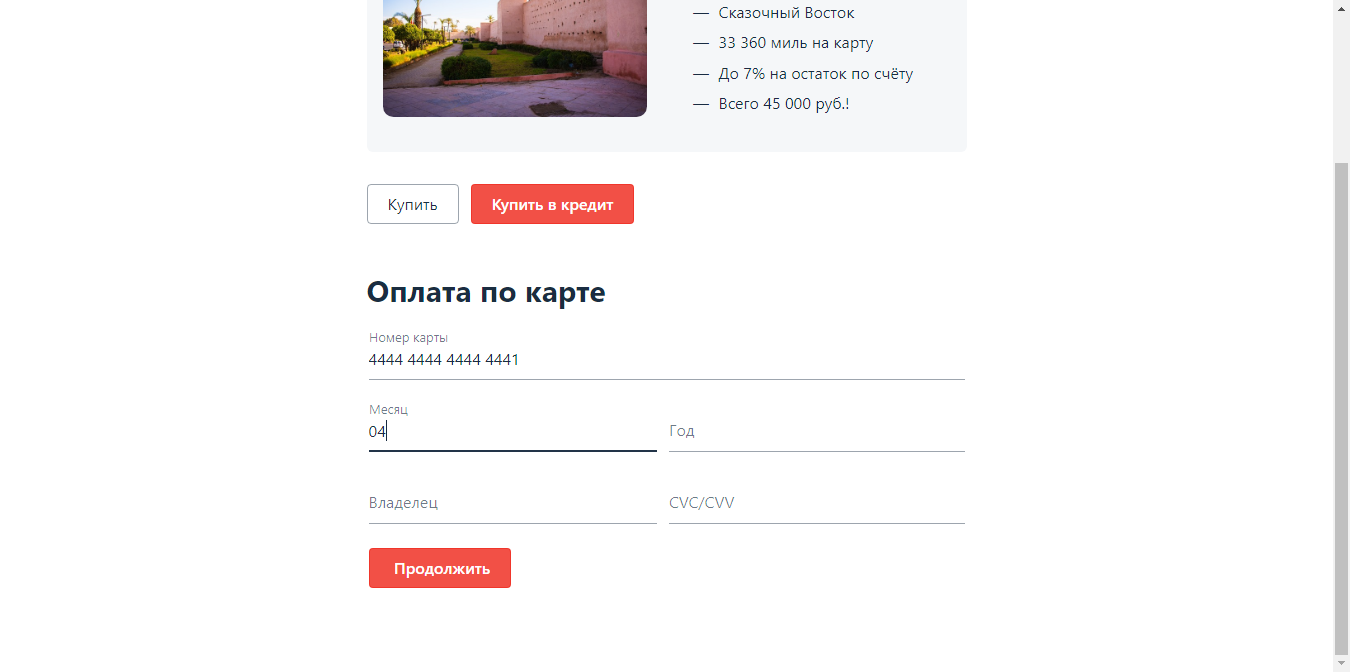 — Сказочный Восток
— 33 360 миль на карту
— До 7% на остаток по счёту
— Всего 45 000 руб.!
Купить
Купить в кредит
Оплата по карте
Номер карты
4444 4444 4444 4441
Месяц
04
Год
Владелец
CVC/CVV
Продолжить